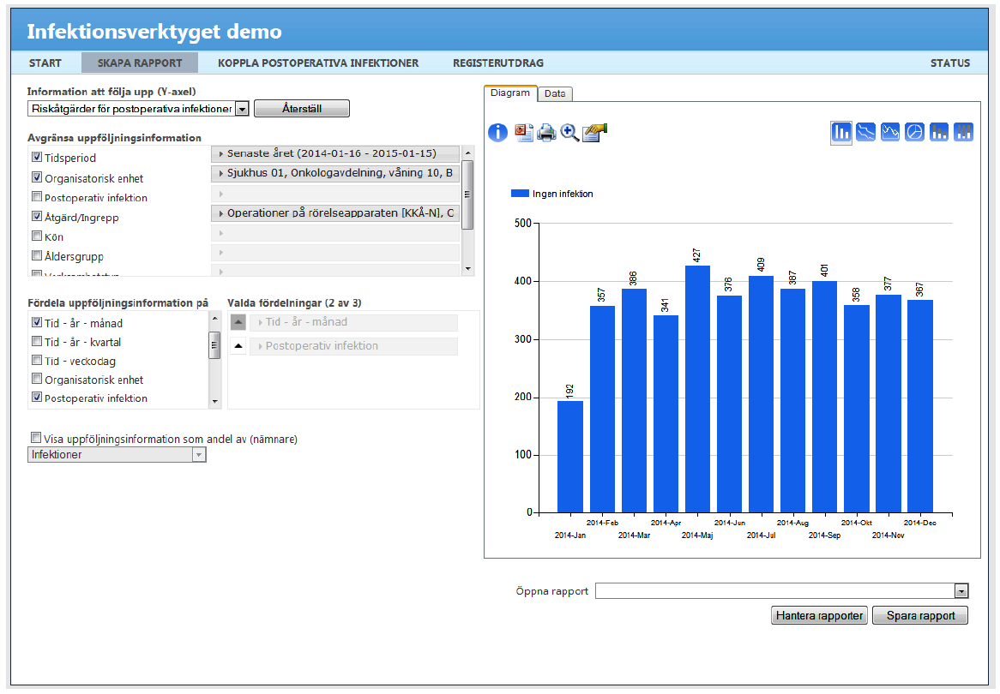 Infektionsverktyget demo
START SKAPA RAPPORT KOPPLA POSTOPERATIVA INFEKTIONER REGISTERUTDRAG STATUS
Information att följa upp (Y-axel)
Riskåtgärder för postoperativa infektioner Återställ
Avgränsa uppföljningsinformation
Tidsperiod Senaste året (2014-01-16 - 2015-01-15)
Organisatorisk enhet Sjukhus 01, Onkologavdelning, våning 10, B
Postoperativ infektion
Åtgärd/Ingrepp Operationer på rörelseapparaten [KKÅ-N], O
Kön
Åldersgrupp
Verksamhetstyp
Fördela uppföljningsinformation på
Tid - år - månad
Tid - år - kvartal
Tid - veckodag
Organisatorisk enhet
Postoperativ infektion
Valda fördelningar (2 av 3)
Tid - år - månad
Postoperativ infektion
Visa uppföljningsinformation som andel av (nämnare)
Infektioner
Diagram Data
Ingen infektion
500
400
300
200
100
0
192
357
386
341
427
376
409
387
401
358
377
367
2014-Feb 2014-Apr 2014-Jun 2014-Aug 2014-Okt 2014-Dec
2014-Jan 2014-Mar 2014-Maj 2014-Jul 2014-Sep 2014-Nov
Öppna rapport
Hantera rapporter Spara rapport